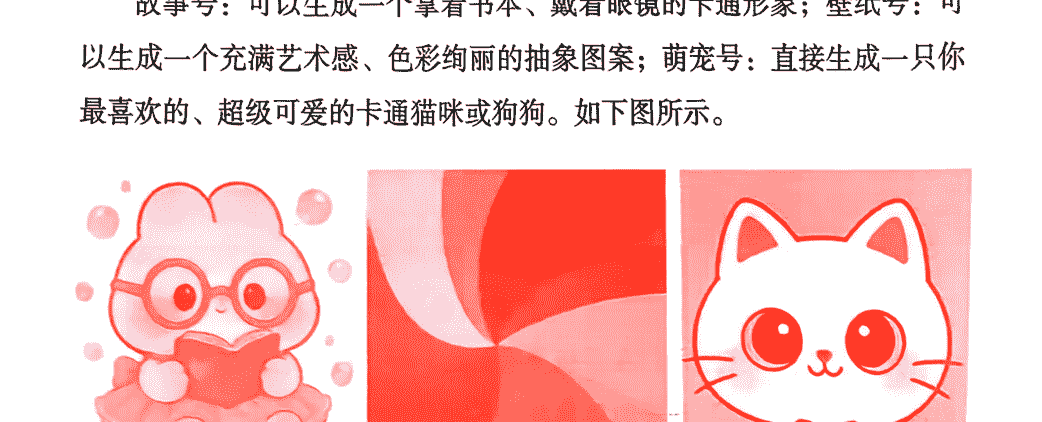 故事号：可以生成一个拿着书本、戴着眼镜的卡通形象；壁纸号：可
以生成一个充满艺术感、色彩绚丽的抽象图案；萌宠号：直接生成一只你
最喜欢的、超级可爱的卡通猫咪或狗狗。如下图所示。